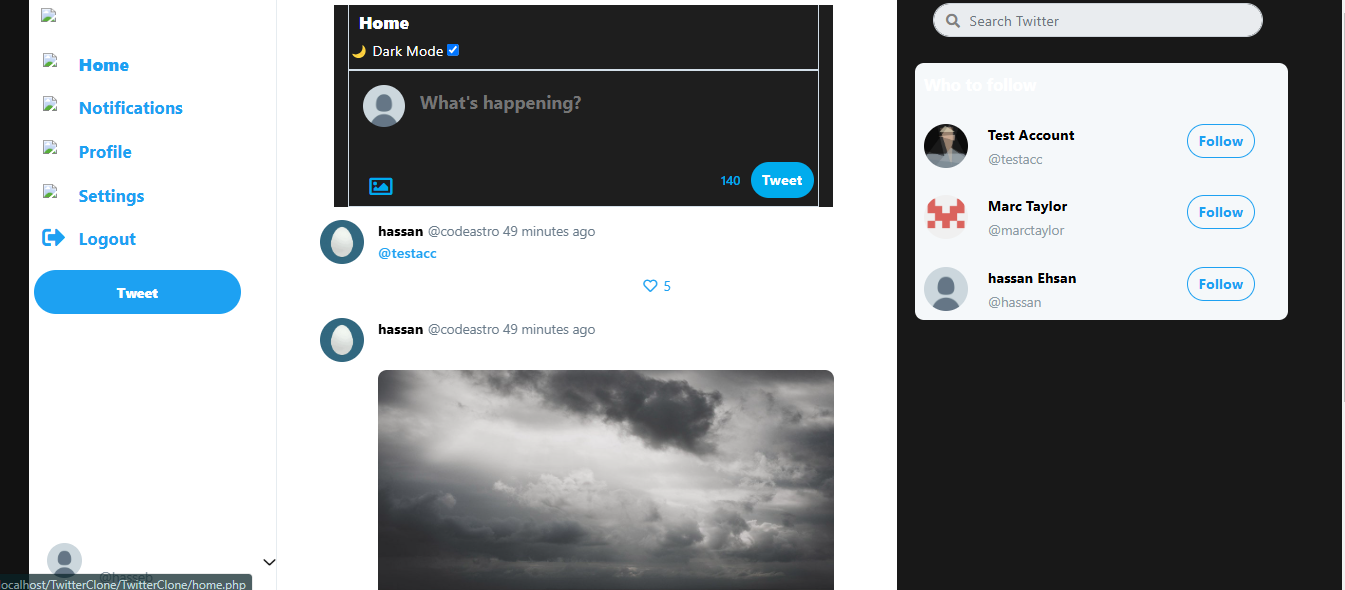 Home
Notifications
Profile
Settings
Logout
Tweet
localhost/TwitterClone/TwitterClone/home.php
Home
🌙 Dark Mode
What's happening?
140
Tweet
hassan @codeastro 49 minutes ago
@testacc
5
hassan @codeastro 49 minutes ago
Search Twitter
Who to follow
Test Account
@testacc
Follow
Marc Taylor
@marctaylor
Follow
hassan Ehsan
@hassan
Follow